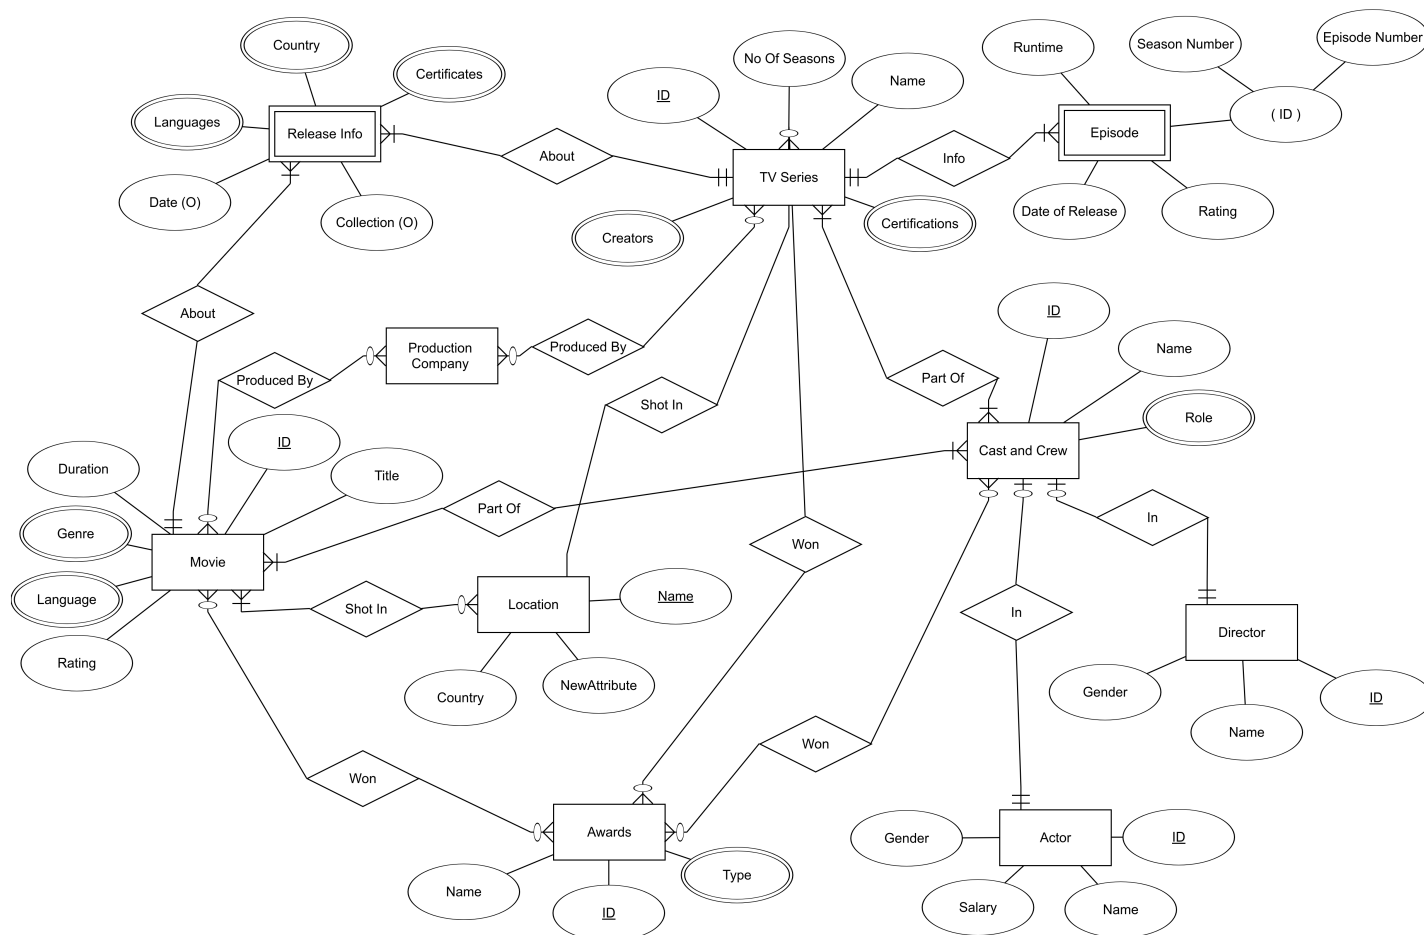 Country
Certificates
Languages
Release Info
Date (O)
Collection (O)
About
No Of Seasons
ID
Name
TV Series
Creators
Certifications
Info
Runtime
Season Number
Episode Number
( ID )
Episode
Date of Release
Rating
About
Production
Company
Produced By
Produced By
Shot In
Part Of
ID
Name
Role
Cast and Crew
Duration
ID
Title
Genre
Movie
Language
Rating
Part Of
Shot In
Location
Name
Country
NewAttribute
Won
In
In
Director
Gender
Name
ID
Won
Won
Awards
Name
ID
Type
Gender
Actor
ID
Salary
Name